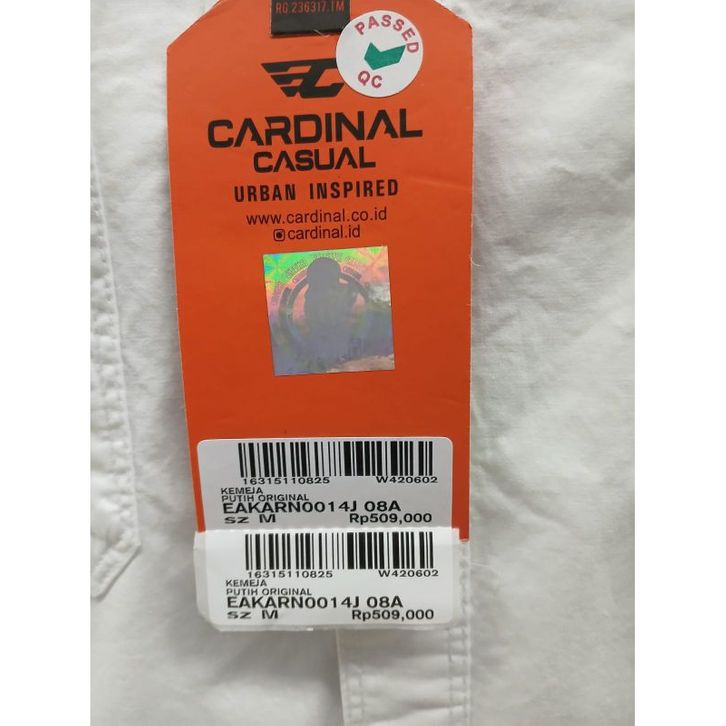 RG.236317.TM
PASSED
QC
CARDINAL
CASUAL
URBAN INSPIRED
www.cardinal.co.id
cardinal.id
16315110825 W420602
KEMEJA
PUTIH ORIGINAL
EAKARN0014J 08A
sz M Rp509,000
16315110825 W420602
KEMEJA
PUTIH ORIGINAL
EAKARN0014J 08A
sz M Rp509,000